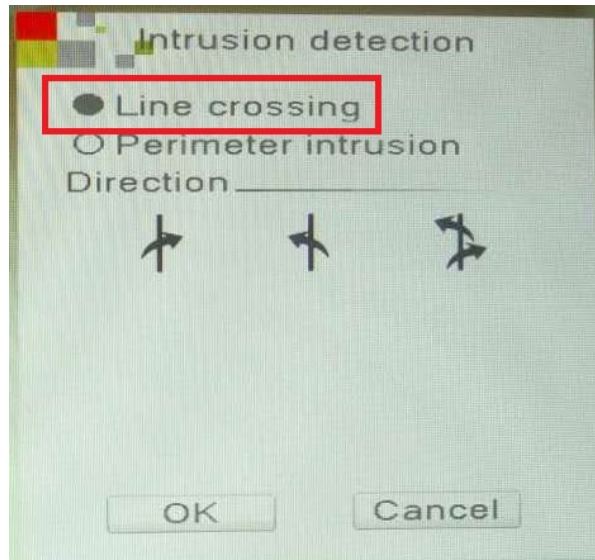 Intrusion detection
Line crossing
Perimeter intrusion
Direction
OK
Cancel